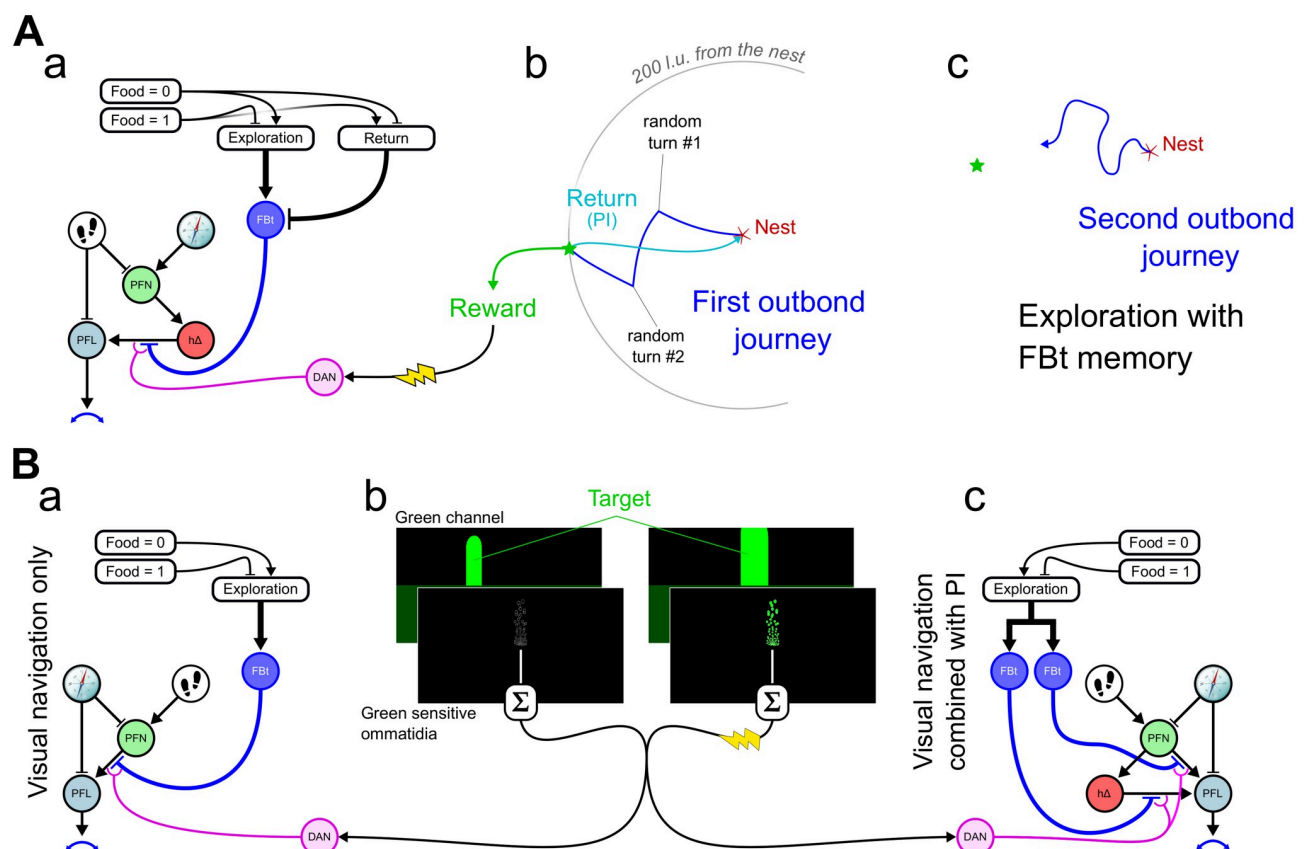 A
a
Food = 0
Food = 1
Exploration
Return
FBt
PFN
PFL
hΔ
DAN
Reward
b
200 l.u. from the nest
random
turn #1
Return
(PI)
Nest
First outbond
journey
random
turn #2
c
Nest
Second outbond
journey
Exploration with
FBt memory
B
a
Visual navigation only
Food = 0
Food = 1
Exploration
FBt
PFN
PFL
DAN
b
Target
Green channel
Σ
Σ
Green sensitive
ommatidia
c
Visual navigation
combined with PI
Food = 0
Food = 1
Exploration
FBt
FBt
PFN
hΔ
PFL
DAN